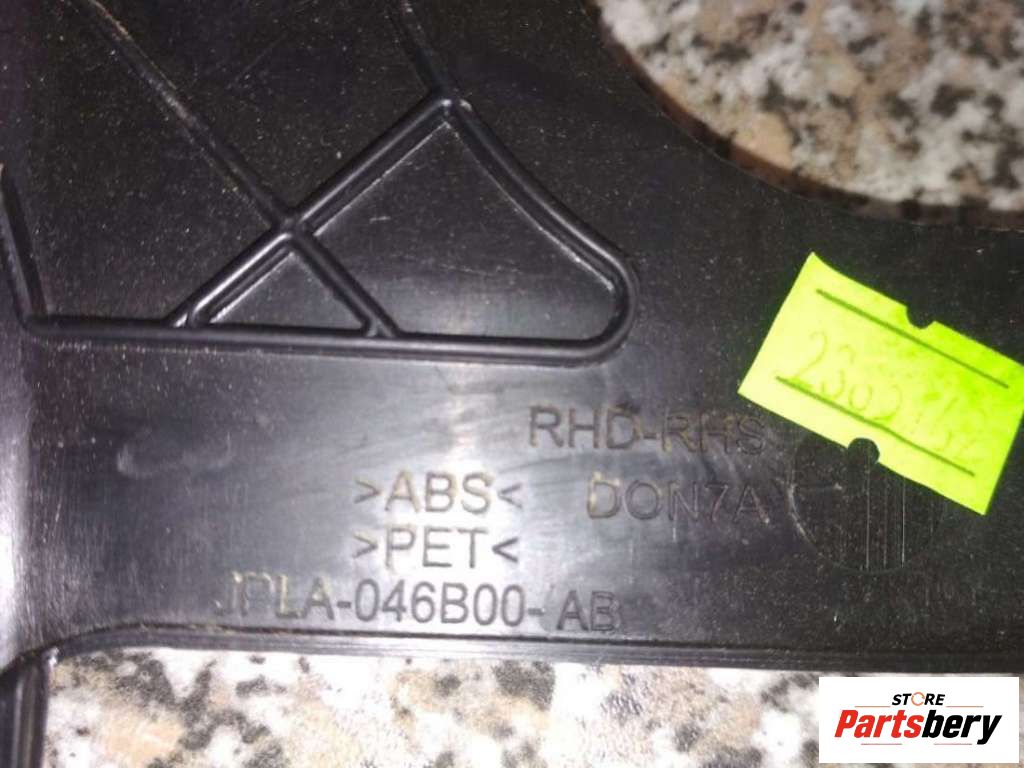 RHD-RHS
>ABS< DON7A
>PET<
JPLA-046B00-AB
STORE
Partsbery